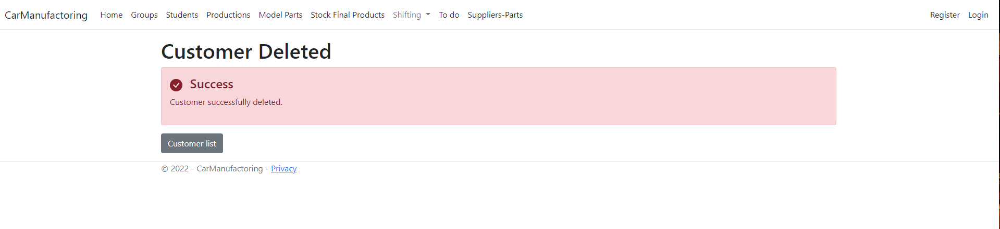 CarManufactoring Home Groups Students Productions Model Parts Stock Final Products Shifting To do Suppliers-Parts Register Login
Customer Deleted
Success
Customer successfully deleted.
Customer list
© 2022 - CarManufactoring - Privacy